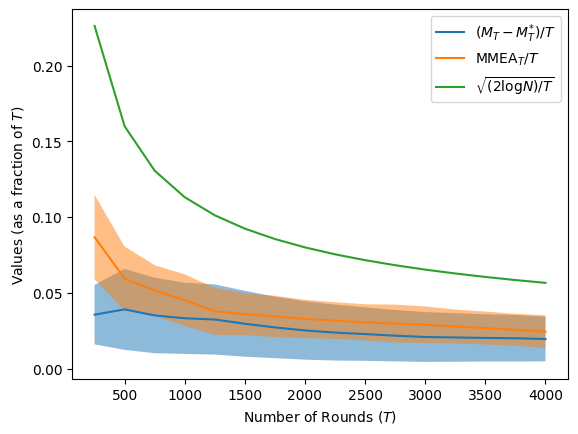 (M_T − M_T^*)/T
MMEA_T/T
√(2logN)/T
Values (as a fraction of T)
0.20
0.15
0.10
0.05
0.00
500 1000 1500 2000 2500 3000 3500 4000
Number of Rounds (T)